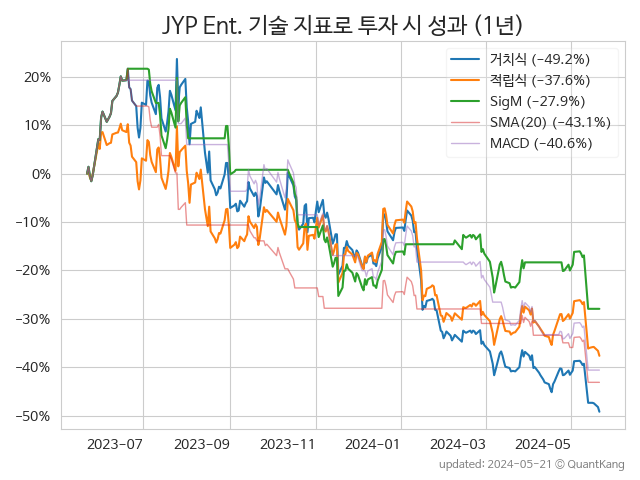 JYP Ent. 기술 지표로 투자 시 성과 (1년)
거치식 (−49.2%)
적립식 (−37.6%)
SigM (−27.9%)
SMA(20) (−43.1%)
MACD (−40.6%)
20%
10%
0%
−10%
−20%
−30%
−40%
−50%
2023−07 2023−09 2023−11 2024−01 2024−03 2024−05
updated: 2024−05−21 © QuantKang